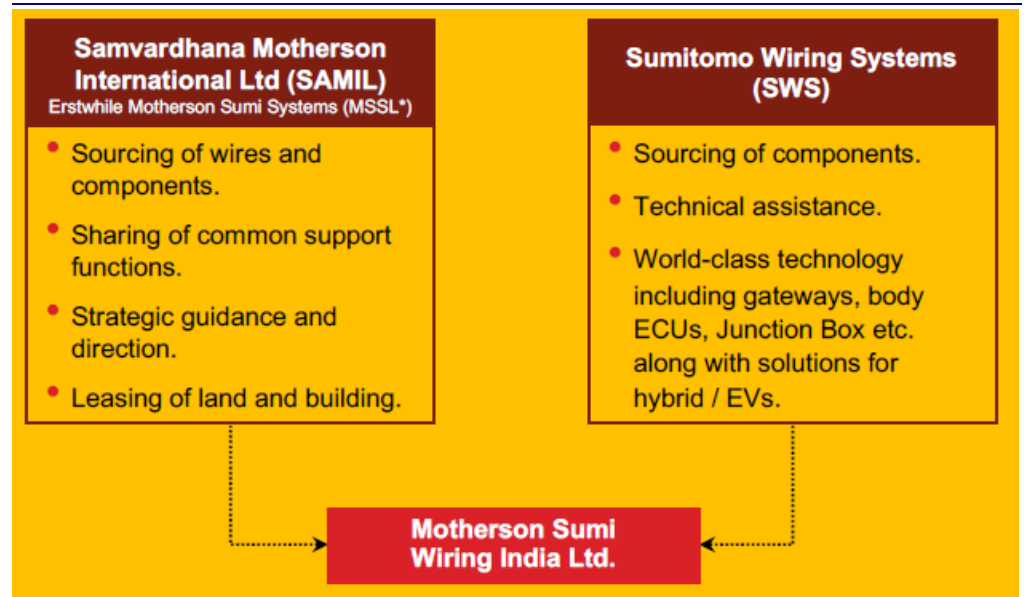 Samvardhana Motherson
International Ltd (SAMIL)
Erstwhile Motherson Sumi Systems (MSSL*)
• Sourcing of wires and
components.
• Sharing of common support
functions.
• Strategic guidance and
direction.
• Leasing of land and building.
Sumitomo Wiring Systems
(SWS)
• Sourcing of components.
• Technical assistance.
• World-class technology
including gateways, body
ECUs, Junction Box etc.
along with solutions for
hybrid / EVs.
Motherson Sumi
Wiring India Ltd.